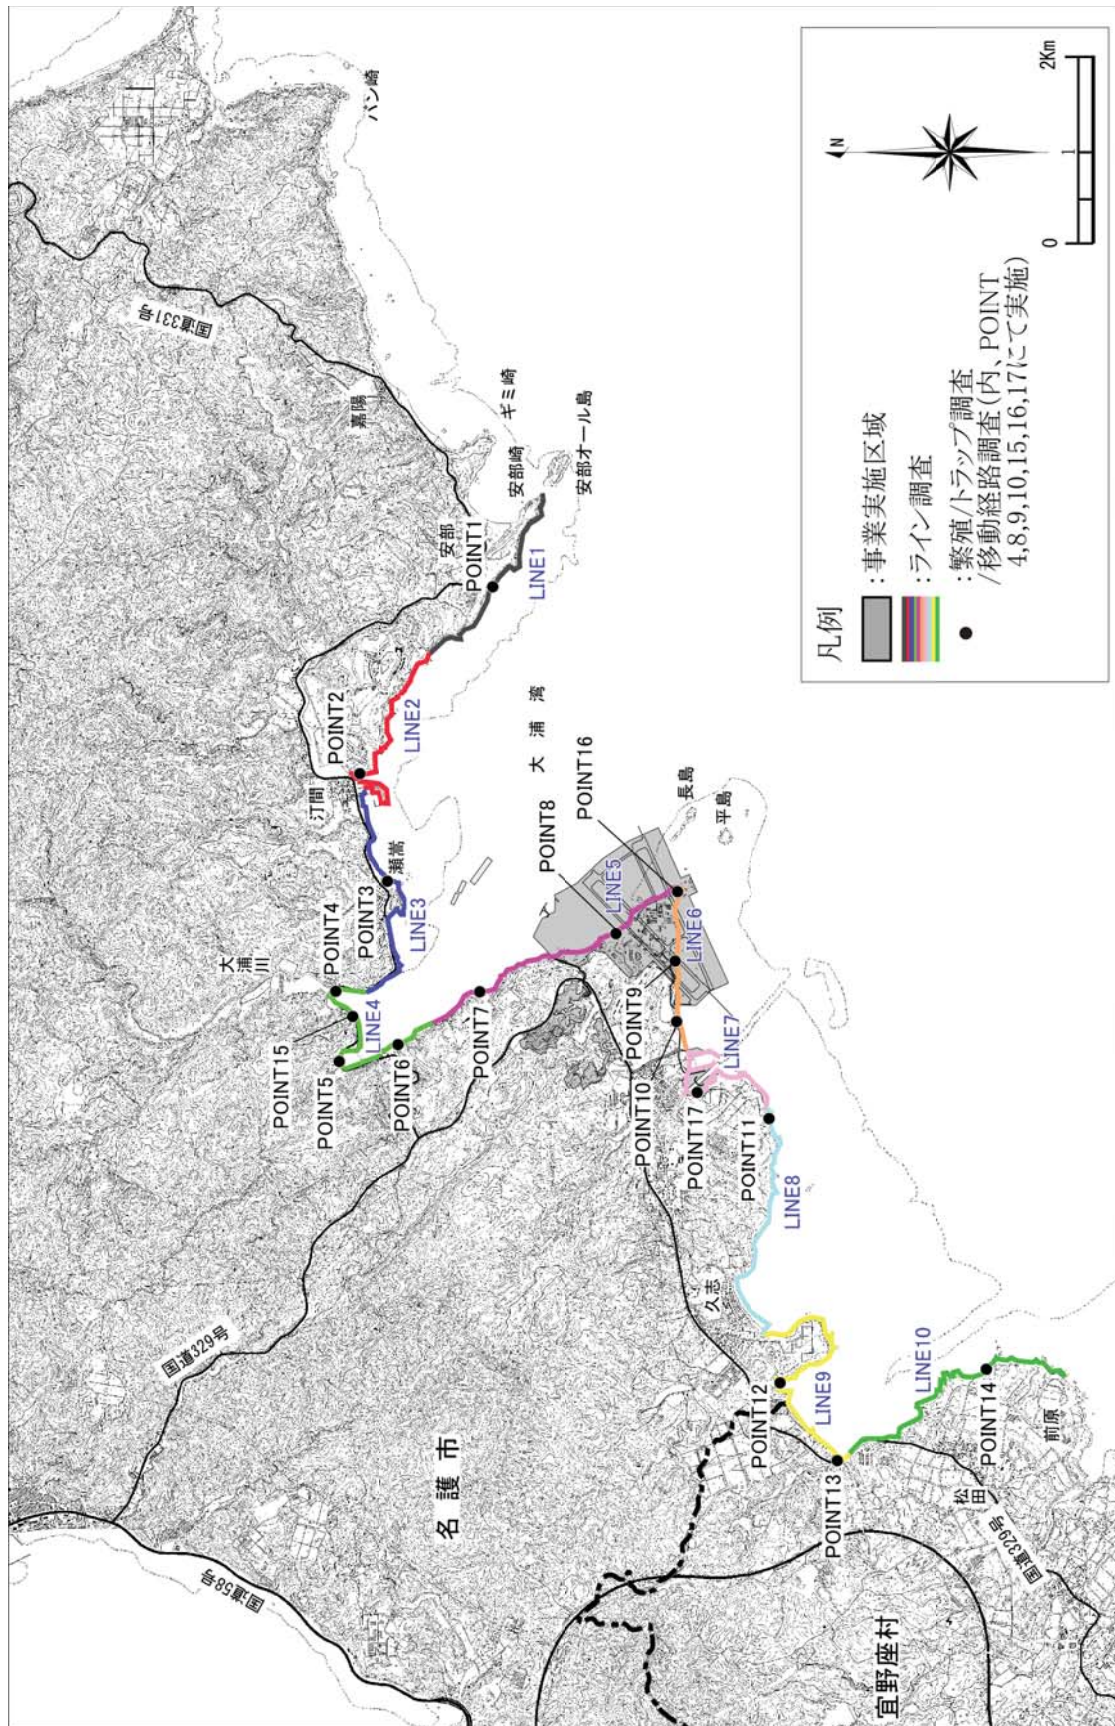 国道331号
バン崎
嘉陽
ギミ崎
安部崎
安部オール島
安部
POINT1
LINE1
汀間
POINT2
LINE2
瀬嵩
POINT3
LINE3
大浦川
POINT4
LINE4
POINT15
POINT5
POINT6
POINT7
大浦湾
POINT8
POINT16
LINE5
LINE6
長島
平島
POINT9
POINT10
LINE7
POINT17
POINT11
LINE8
久志
国道329号
名護市
国道58号
POINT12
LINE9
POINT13
LINE10
POINT14
前原
松田
国道329号
宜野座村
凡例
:事業実施区域
:ライン調査
:繁殖/トラップ調査
/移動経路調査(内、POINT
4,8,9,10,15,16,17にて実施)
N
0 1 2Km